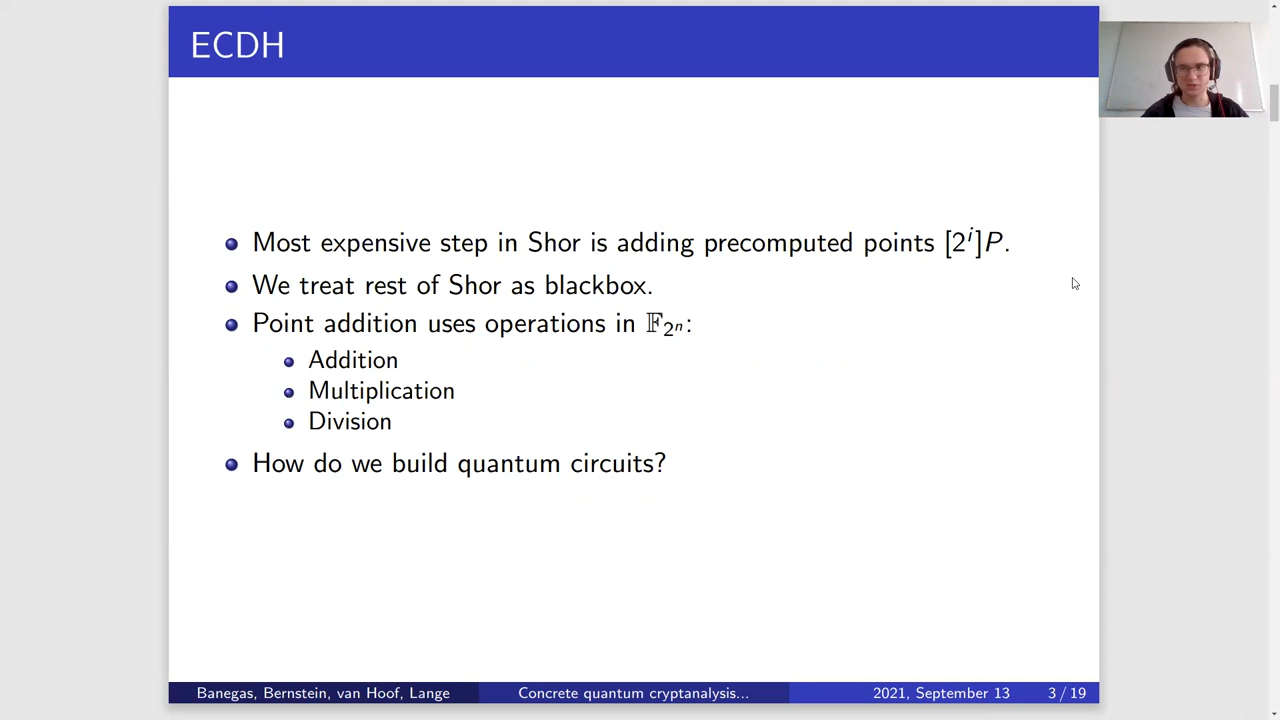 ECDH
Most expensive step in Shor is adding precomputed points [2^i]P.
We treat rest of Shor as blackbox.
Point addition uses operations in 𝔽_{2^n}:
Addition
Multiplication
Division
How do we build quantum circuits?
Banegas, Bernstein, van Hoof, Lange Concrete quantum cryptanalysis... 2021, September 13 3 / 19